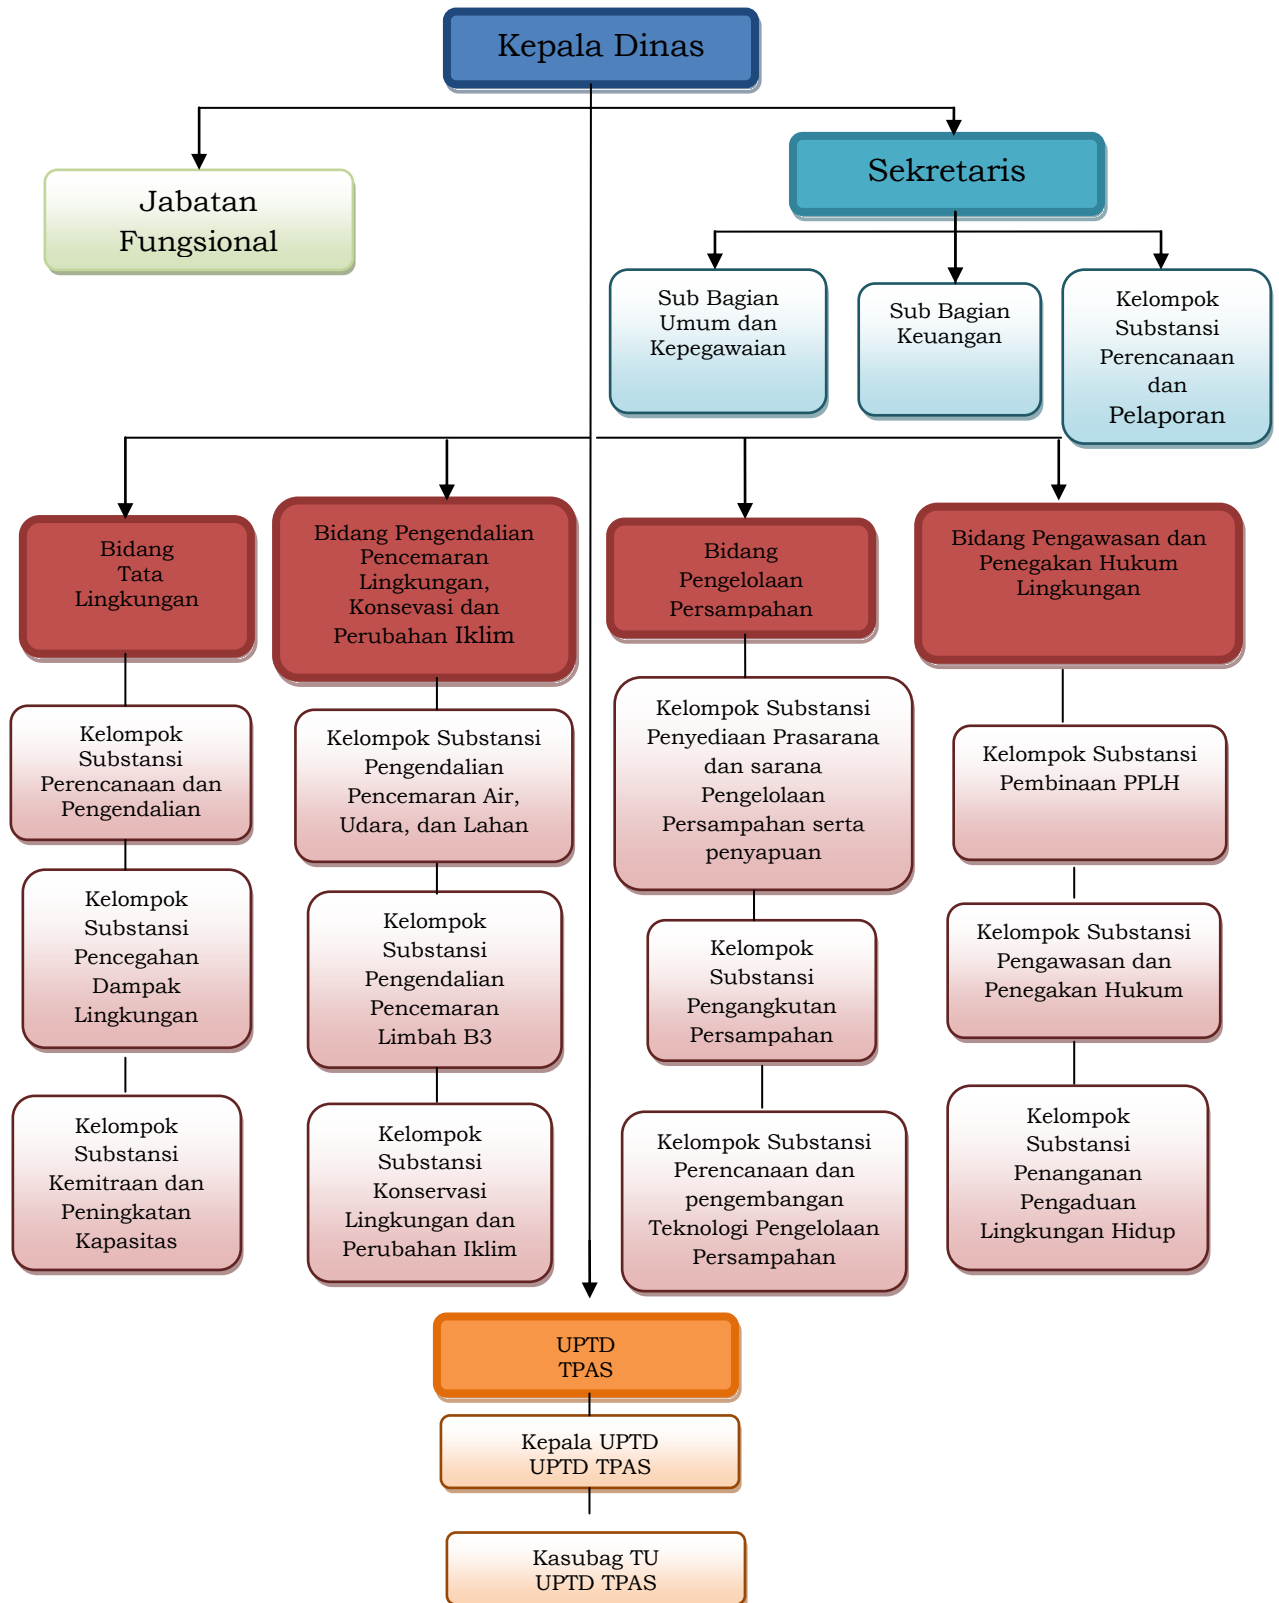 Kepala Dinas
Jabatan
Fungsional
Sekretaris
Sub Bagian
Umum dan
Kepegawaian
Sub Bagian
Keuangan
Kelompok
Substansi
Perencanaan
dan
Pelaporan
Bidang
Tata
Lingkungan
Bidang Pengendalian
Pencemaran
Lingkungan,
Konsevasi dan
Perubahan Iklim
Bidang
Pengelolaan
Persampahan
Bidang Pengawasan dan
Penegakan Hukum
Lingkungan
Kelompok
Substansi
Perencanaan dan
Pengendalian
Kelompok Substansi
Pengendalian
Pencemaran Air,
Udara, dan Lahan
Kelompok Substansi
Penyediaan Prasarana
dan sarana
Pengelolaan
Persampahan serta
penyapuan
Kelompok Substansi
Pembinaan PPLH
Kelompok
Substansi
Pencegahan
Dampak
Lingkungan
Kelompok
Substansi
Pengendalian
Pencemaran
Limbah B3
Kelompok
Substansi
Pengangkutan
Persampahan
Kelompok Substansi
Pengawasan dan
Penegakan Hukum
Kelompok
Substansi
Kemitraan dan
Peningkatan
Kapasitas
Kelompok
Substansi
Konservasi
Lingkungan dan
Perubahan Iklim
Kelompok Substansi
Perencanaan dan
pengembangan
Teknologi Pengelolaan
Persampahan
Kelompok
Substansi
Penanganan
Pengaduan
Lingkungan Hidup
UPTD
TPAS
Kepala UPTD
UPTD TPAS
Kasubag TU
UPTD TPAS